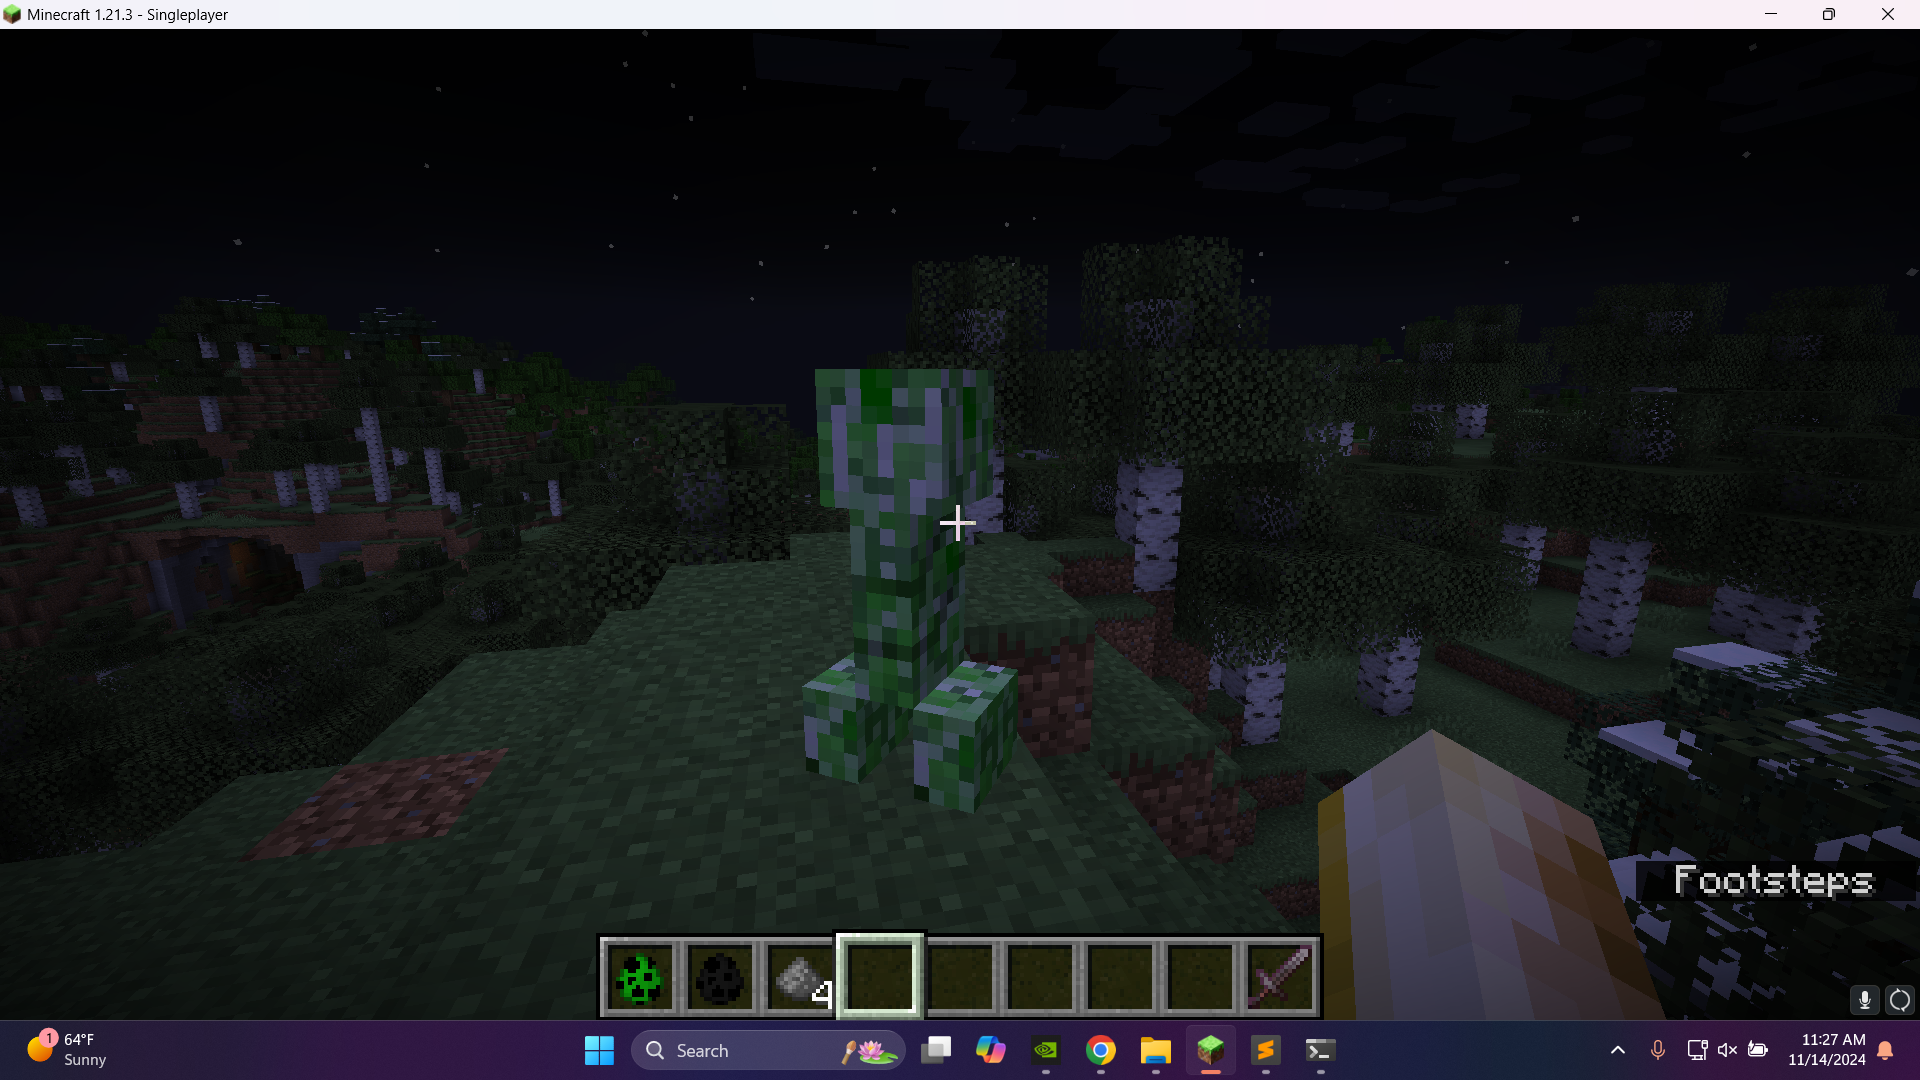 Minecraft 1.21.3 - Singleplayer
Footsteps
4
1
64°F
Sunny
Search
11:27 AM
11/14/2024